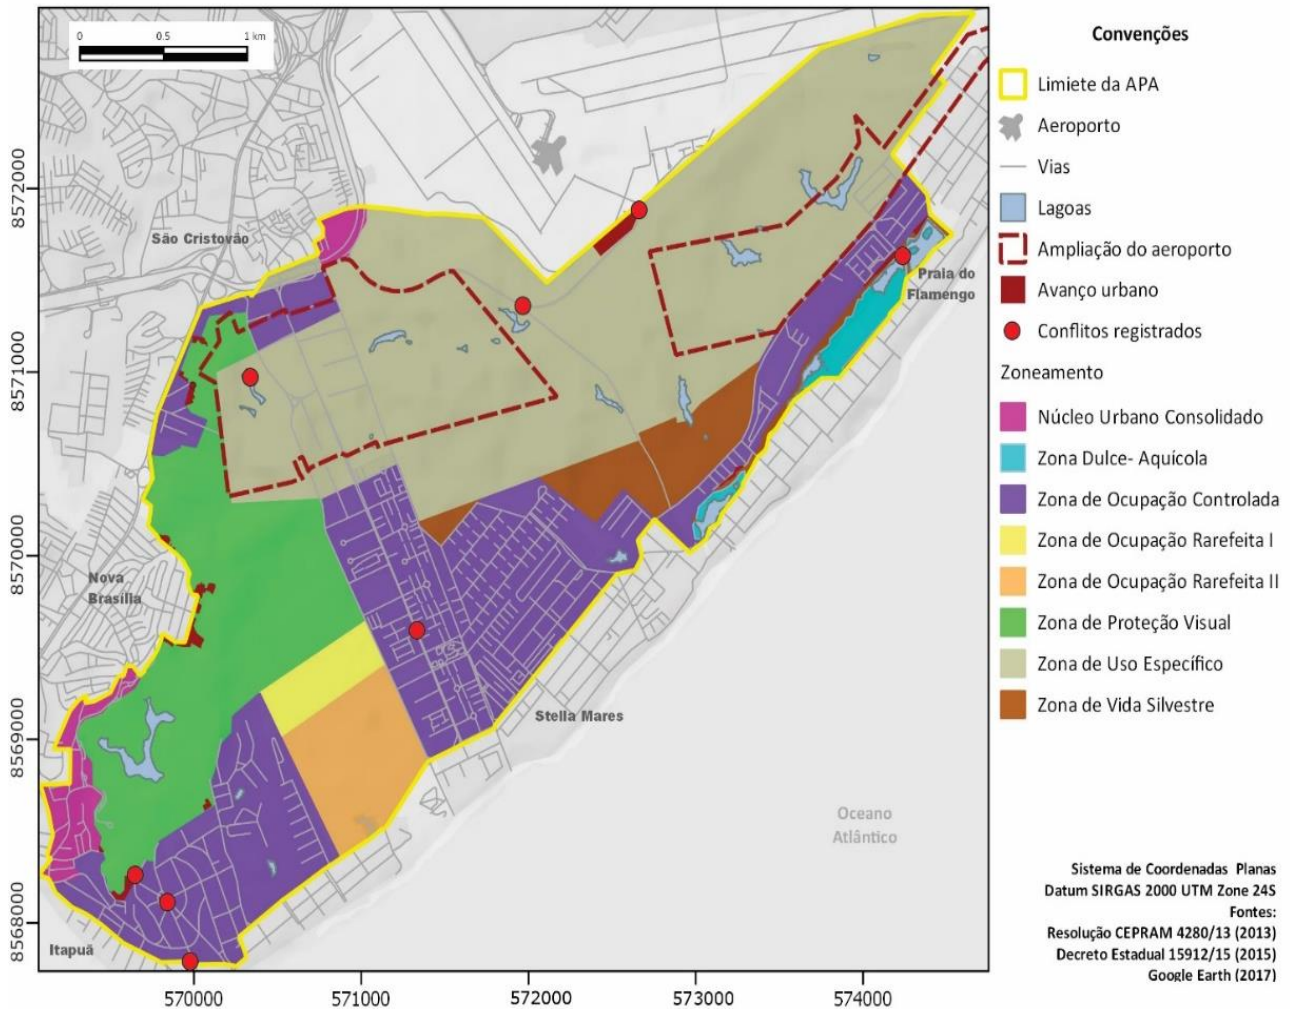 0 0.5 1 km
São Cristovão
Praia do
Flamengo
Nova
Brasília
Stella Mares
Oceano
Atlântico
Itapuã
8572000
8571000
8570000
8569000
8568000
570000 571000 572000 573000 574000
Convenções
Limiete da APA
Aeroporto
Vias
Lagoas
Ampliação do aeroporto
Avanço urbano
Conflitos registrados
Zoneamento
Núcleo Urbano Consolidado
Zona Dulce- Aquícola
Zona de Ocupação Controlada
Zona de Ocupação Rarefeita I
Zona de Ocupação Rarefeita II
Zona de Proteção Visual
Zona de Uso Específico
Zona de Vida Silvestre
Sistema de Coordenadas Planas
Datum SIRGAS 2000 UTM Zone 24S
Fontes:
Resolução CEPRAM 4280/13 (2013)
Decreto Estadual 15912/15 (2015)
Google Earth (2017)